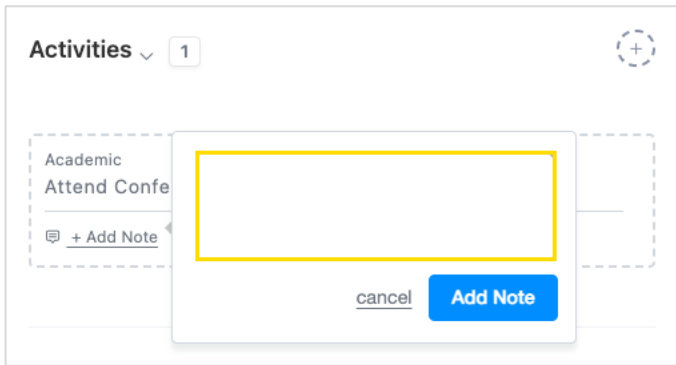 Activities 1
+
Academic
Attend Confe
+ Add Note
cancel Add Note